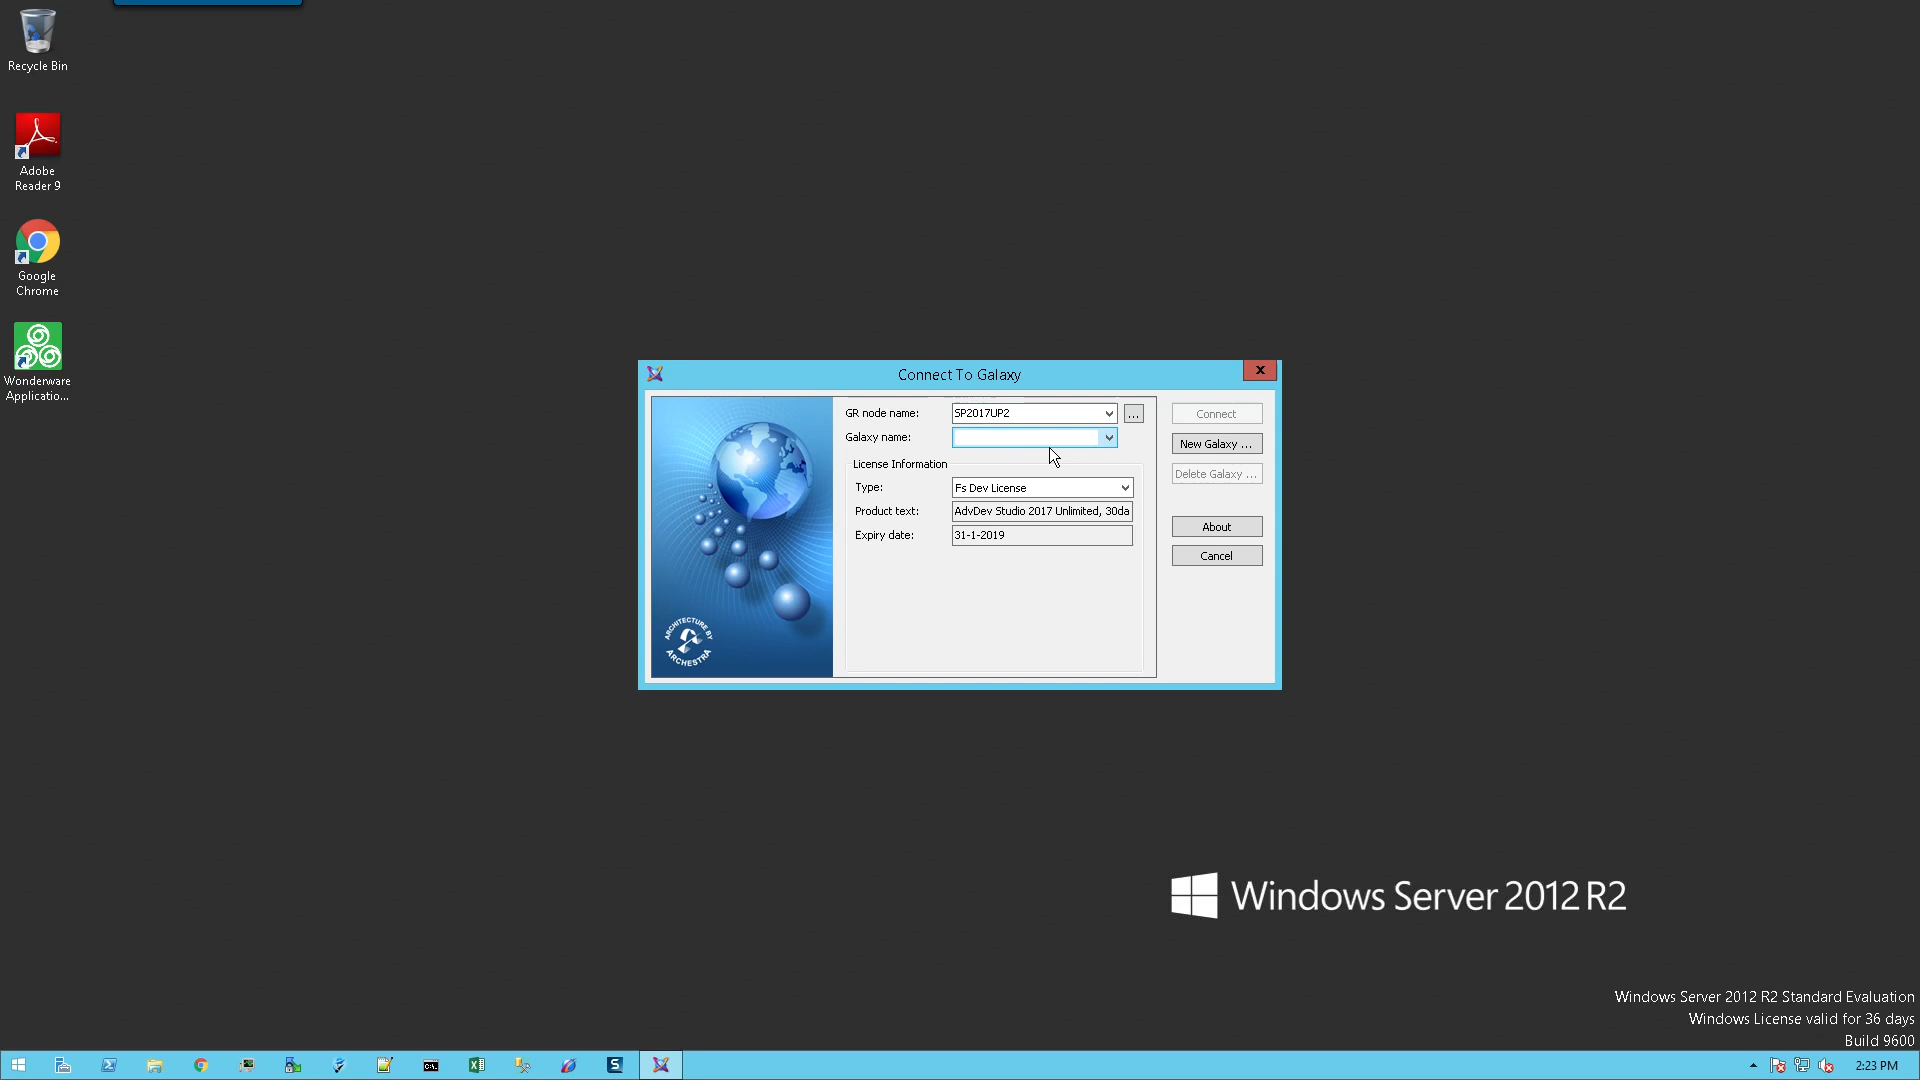 Recycle Bin
Adobe
Reader 9
Google
Chrome
Wonderware
Applicatio...
Connect To Galaxy
x
GR node name:
SP2017UP2
...
Connect
Galaxy name:
New Galaxy ...
License Information
Delete Galaxy ...
Type:
Fs Dev License
Product text:
AdvDev Studio 2017 Unlimited, 30da
Expiry date:
31-1-2019
About
Cancel
ARCHITECTURE BY
ARCHESTRA
Windows Server 2012 R2
Windows Server 2012 R2 Standard Evaluation
Windows License valid for 36 days
Build 9600
C:\.
S
2:23 PM